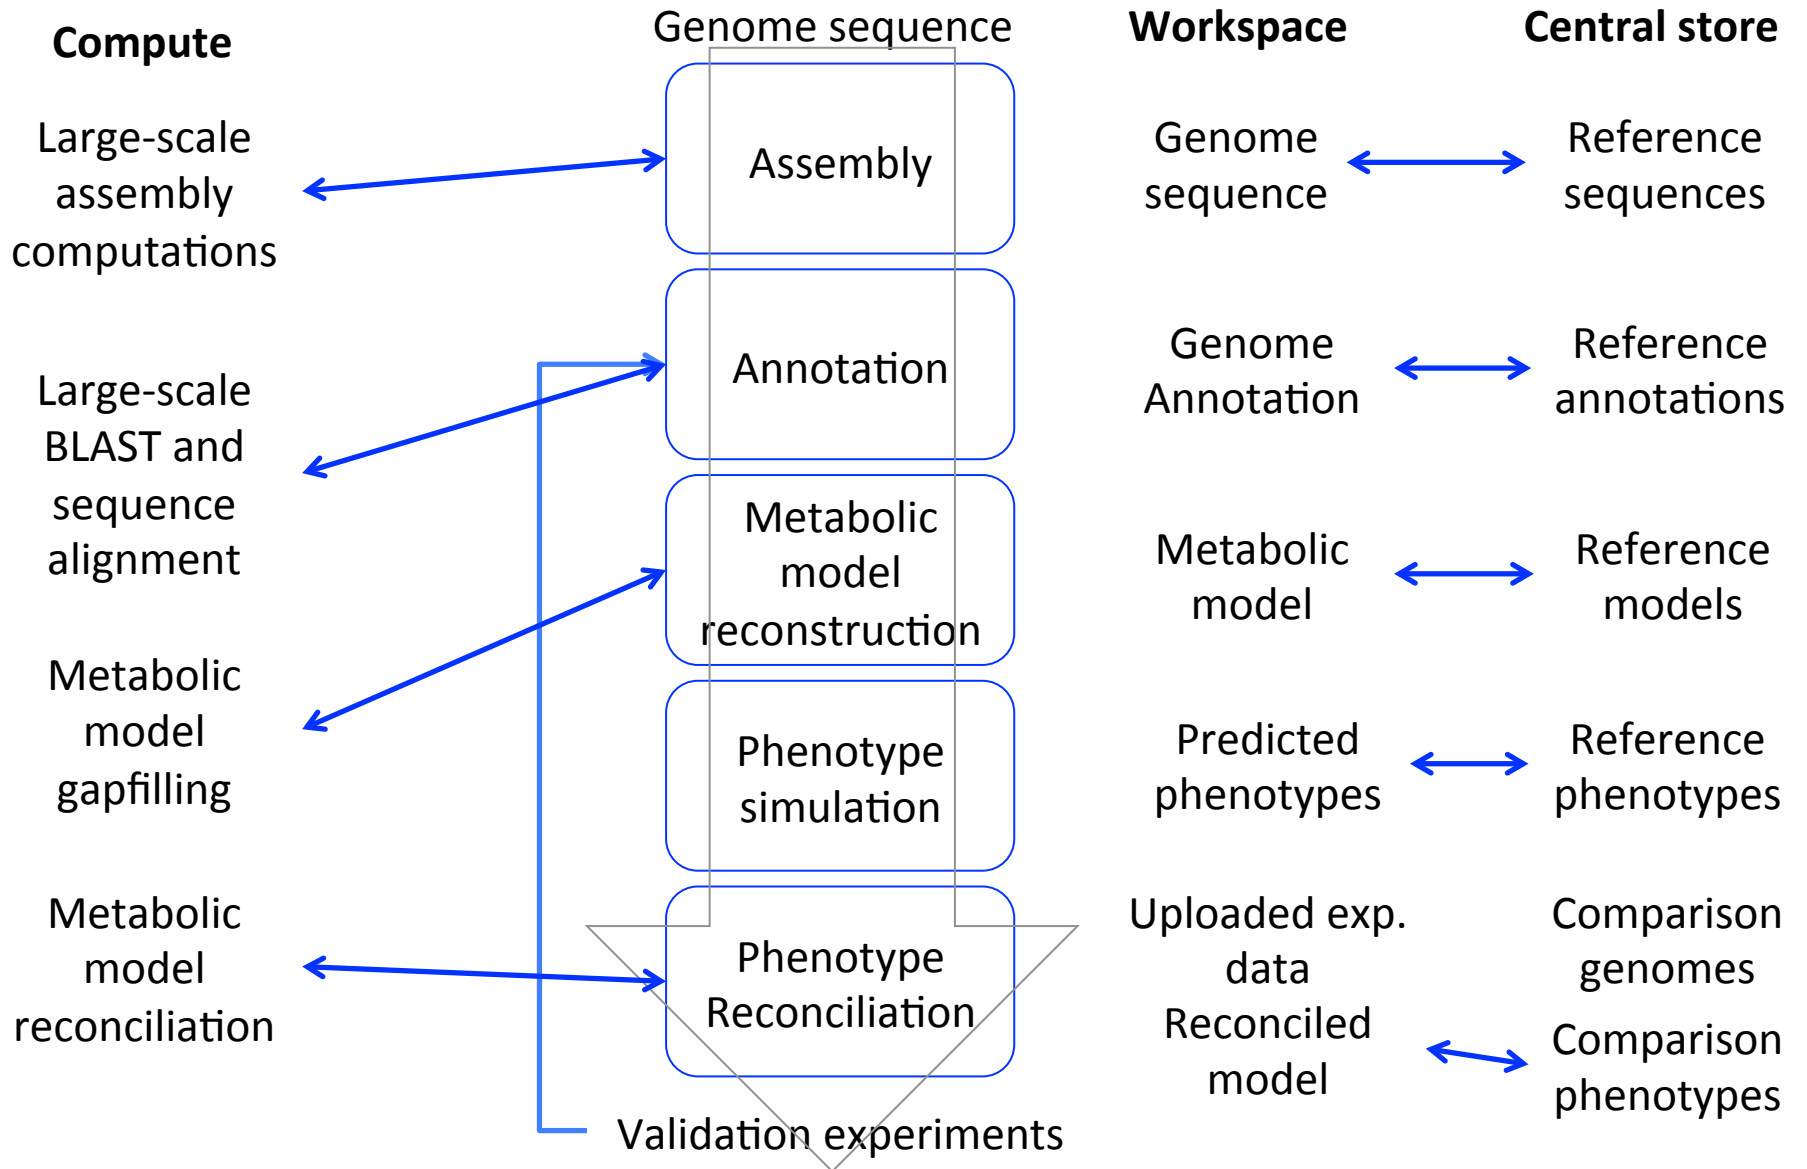 Compute
Large-scale
assembly
computations
Large-scale
BLAST and
sequence
alignment
Metabolic
model
gapfilling
Metabolic
model
reconciliation
Genome sequence
Assembly
Annotation
Metabolic
model
reconstruction
Phenotype
simulation
Phenotype
Reconciliation
Validation experiments
Workspace
Genome
sequence
Genome
Annotation
Metabolic
model
Predicted
phenotypes
Uploaded exp.
data
Reconciled
model
Central store
Reference
sequences
Reference
annotations
Reference
models
Reference
phenotypes
Comparison
genomes
Comparison
phenotypes